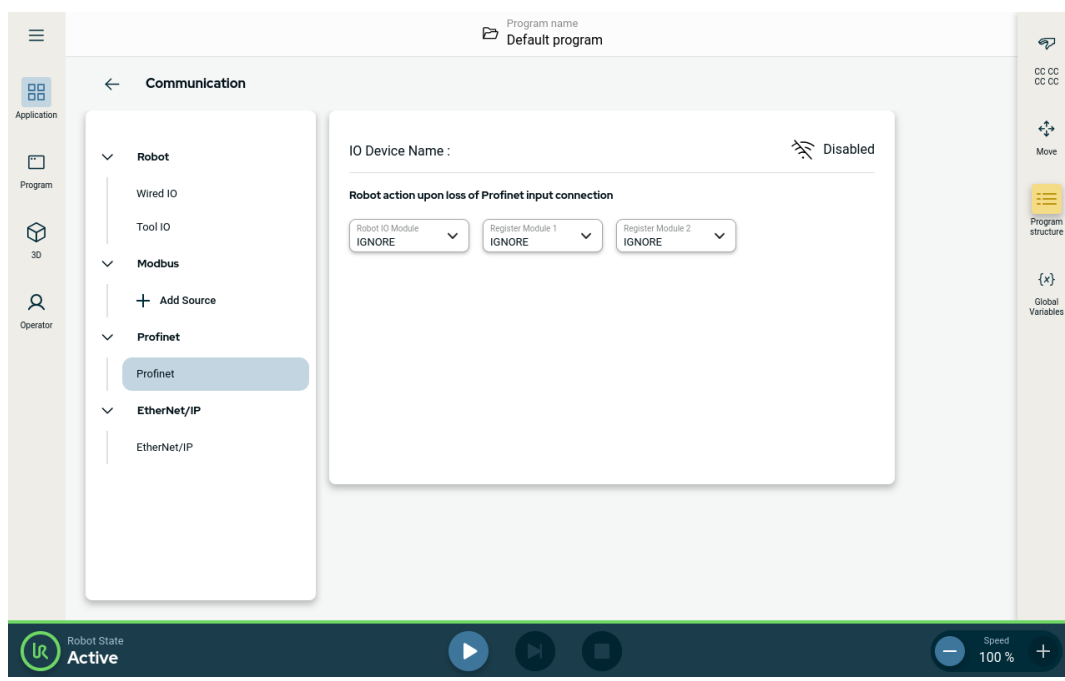 Program name
Default program
Application
Program
3D
Operator
Communication
Robot
Wired IO
Tool IO
Modbus
Add Source
Profinet
Profinet
EtherNet/IP
EtherNet/IP
IO Device Name :
Disabled
Robot action upon loss of Profinet input connection
Robot IO Module
IGNORE
Register Module 1
IGNORE
Register Module 2
IGNORE
CC CC
CC CC
Move
Program
structure
{x}
Global
Variables
UR
Robot State
Active
Speed
100 %